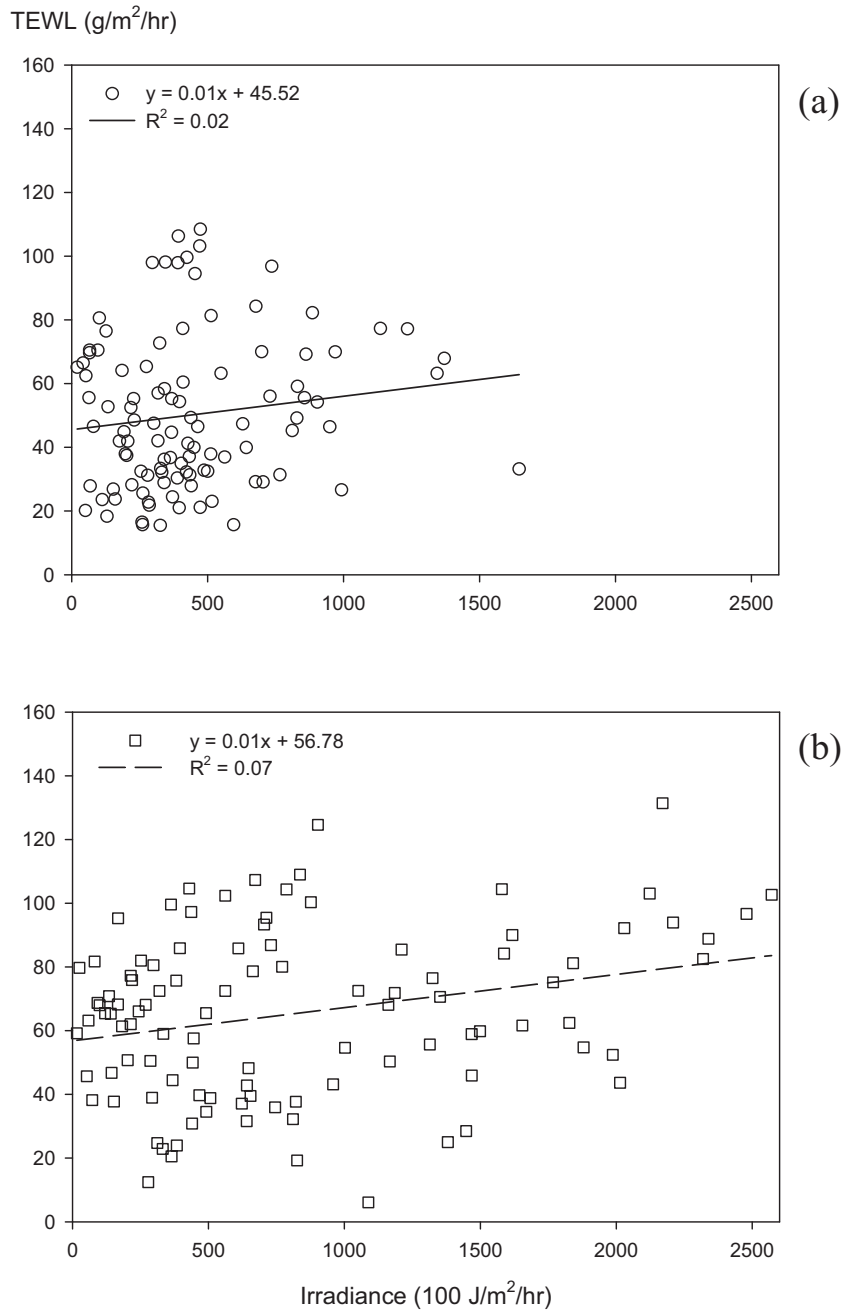 TEWL (g/m²/hr)
160
y = 0.01x + 45.52
(a)
R² = 0.02
140
120
100
80
60
40
20
0
0 500 1000 1500 2000 2500
160
y = 0.01x + 56.78
(b)
R² = 0.07
140
120
100
80
60
40
20
0
0 500 1000 1500 2000 2500
Irradiance (100 J/m²/hr)